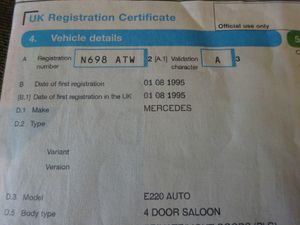 UK Registration Certificate
Official use only
4. Vehicle details
A Registration number N698 ATW 2 [A.1] Validation character A 3
B Date of first registration 01 08 1995
[B.1] Date of first registration in the UK 01 08 1995
D.1 Make MERCEDES
D.2 Type
Variant
Version
D.3 Model E220 AUTO
D.5 Body type 4 DOOR SALOON